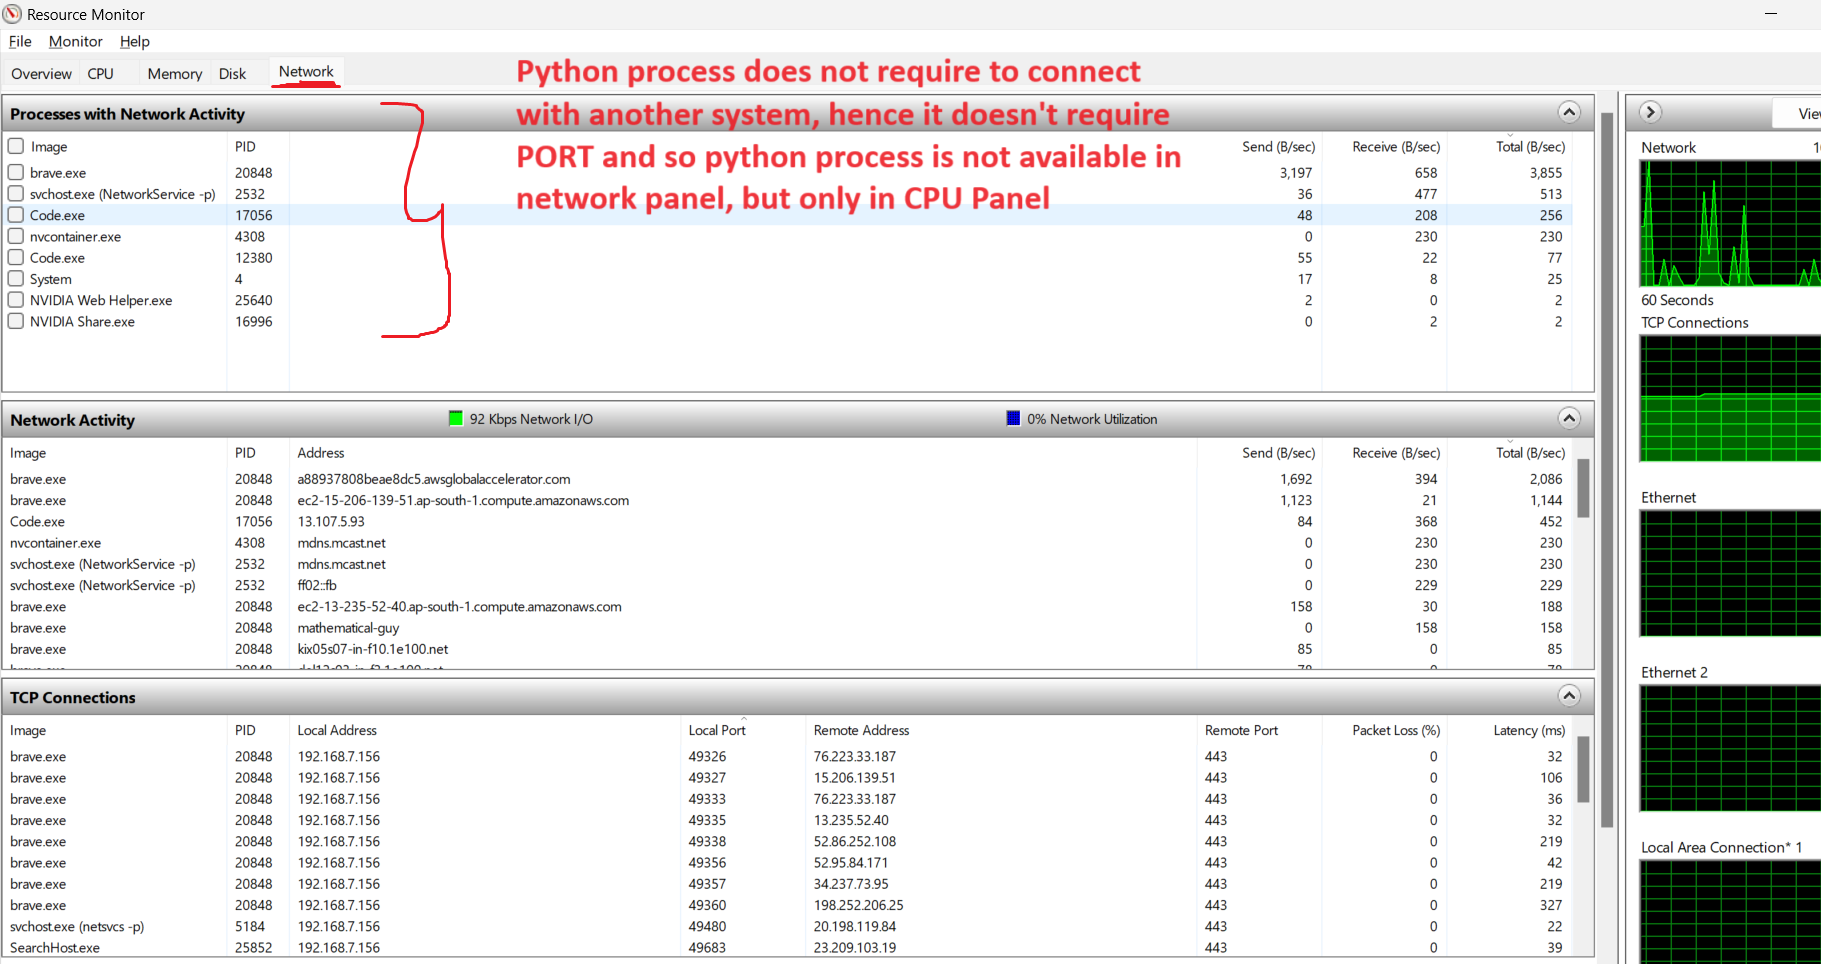 Resource Monitor
File Monitor Help
Overview CPU Memory Disk Network
Python process does not require to connect
with another system, hence it doesn't require
PORT and so python process is not available in
network panel, but only in CPU Panel
Processes with Network Activity
Image PID Send (B/sec) Receive (B/sec) Total (B/sec)
brave.exe 20848 3,197 658 3,855
svchost.exe (NetworkService -p) 2532 36 477 513
Code.exe 17056 48 208 256
nvcontainer.exe 4308 0 230 230
Code.exe 12380 55 22 77
System 4 17 8 25
NVIDIA Web Helper.exe 25640 2 0 2
NVIDIA Share.exe 16996 0 2 2
Network Activity 92 Kbps Network I/O 0% Network Utilization
Image PID Address Send (B/sec) Receive (B/sec) Total (B/sec)
brave.exe 20848 a88937808beae8dc5.awsglobalaccelerator.com 1,692 394 2,086
brave.exe 20848 ec2-15-206-139-51.ap-south-1.compute.amazonaws.com 1,123 21 1,144
Code.exe 17056 13.107.5.93 84 368 452
nvcontainer.exe 4308 mdns.mcast.net 0 230 230
svchost.exe (NetworkService -p) 2532 mdns.mcast.net 0 230 230
svchost.exe (NetworkService -p) 2532 ff02::fb 0 229 229
brave.exe 20848 ec2-13-235-52-40.ap-south-1.compute.amazonaws.com 158 30 188
brave.exe 20848 mathematical-guy 0 158 158
brave.exe 20848 kix05s07-in-f10.1e100.net 85 0 85
TCP Connections
Image PID Local Address Local Port Remote Address Remote Port Packet Loss (%) Latency (ms)
brave.exe 20848 192.168.7.156 49326 76.223.33.187 443 0 32
brave.exe 20848 192.168.7.156 49327 15.206.139.51 443 0 106
brave.exe 20848 192.168.7.156 49333 76.223.33.187 443 0 36
brave.exe 20848 192.168.7.156 49335 13.235.52.40 443 0 32
brave.exe 20848 192.168.7.156 49338 52.86.252.108 443 0 219
brave.exe 20848 192.168.7.156 49356 52.95.84.171 443 0 42
brave.exe 20848 192.168.7.156 49357 34.237.73.95 443 0 219
brave.exe 20848 192.168.7.156 49360 198.252.206.25 443 0 327
svchost.exe (netsvcs -p) 5184 192.168.7.156 49480 20.198.119.84 443 0 22
SearchHost.exe 25852 192.168.7.156 49683 23.209.103.19 443 0 39
Network
60 Seconds
TCP Connections
Ethernet
Ethernet 2
Local Area Connection* 1